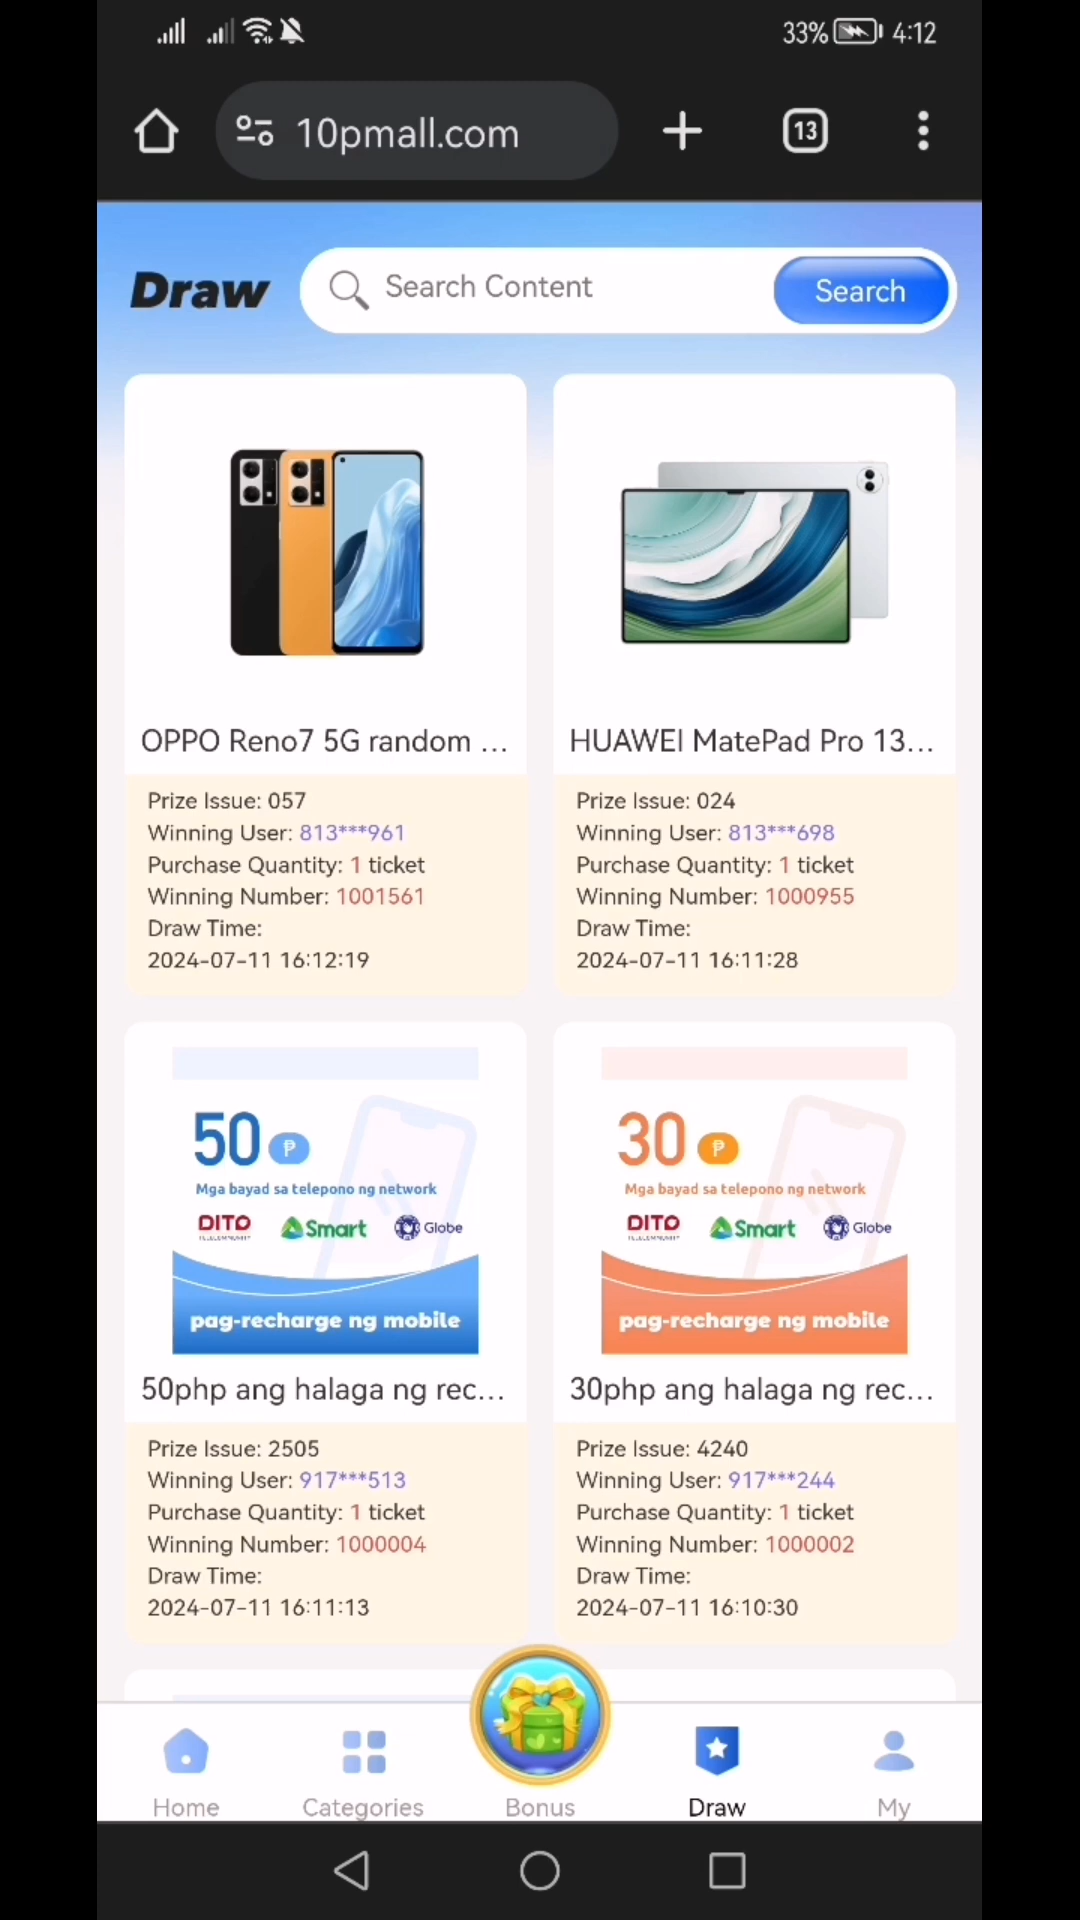 33% 4:12
10pmall.com
13
Draw
Search Content
Search
OPPO Reno7 5G random ...
HUAWEI MatePad Pro 13...
Prize Issue: 057
Winning User: 813***961
Purchase Quantity: 1 ticket
Winning Number: 1001561
Draw Time:
2024-07-11 16:12:19
Prize Issue: 024
Winning User: 813***698
Purchase Quantity: 1 ticket
Winning Number: 1000955
Draw Time:
2024-07-11 16:11:28
50 ₱
Mga bayad sa telepono ng network
DITO
Smart
Globe
pag-recharge ng mobile
50php ang halaga ng rec...
30 ₱
Mga bayad sa telepono ng network
DITO
Smart
Globe
pag-recharge ng mobile
30php ang halaga ng rec...
Prize Issue: 2505
Winning User: 917***513
Purchase Quantity: 1 ticket
Winning Number: 1000004
Draw Time:
2024-07-11 16:11:13
Prize Issue: 4240
Winning User: 917***244
Purchase Quantity: 1 ticket
Winning Number: 1000002
Draw Time:
2024-07-11 16:10:30
Home
Categories
Bonus
Draw
My